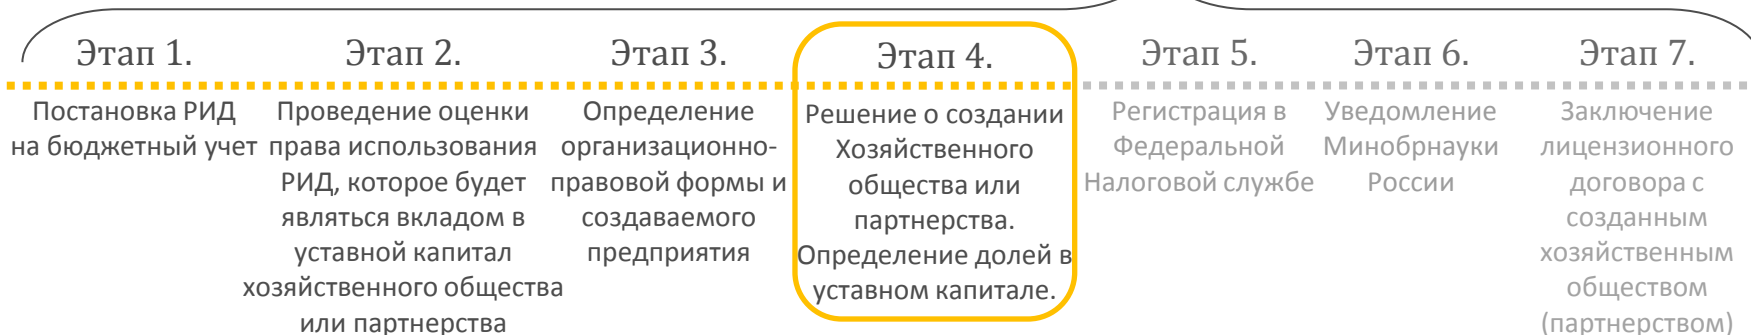 Этап 1.
Постановка РИД
на бюджетный учет
Этап 2.
Проведение оценки
права использования
РИД, которое будет
являться вкладом в
уставной капитал
хозяйственного общества
или партнерства
Этап 3.
Определение
организационно-
правовой формы и
создаваемого
предприятия
Этап 4.
Решение о создании
Хозяйственного
общества или
партнерства.
Определение долей в
уставном капитале.
Этап 5.
Регистрация в
Федеральной
Налоговой службе
Этап 6.
Уведомление
Минобрнауки
России
Этап 7.
Заключение
лицензионного
договора с
созданным
хозяйственным
обществом
(партнерством)